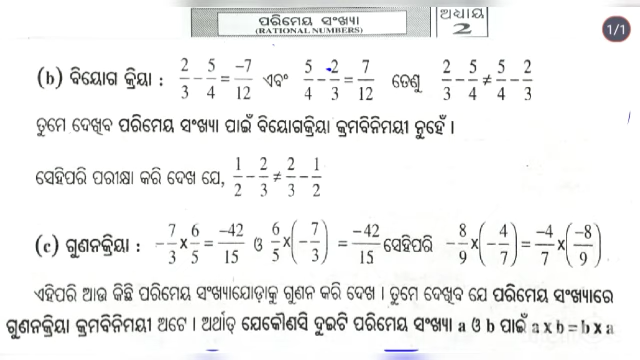 ପରିମେୟ ସଂଖ୍ୟା
(RATIONAL NUMBERS)
ଅଧ୍ୟାୟ
2
1/1
(b) ବିୟୋଗ କ୍ରିୟା : 2/3 - 5/4 = -7/12 ଏବଂ 5/4 - 2/3 = 7/12 ତେଣୁ 2/3 - 5/4 ≠ 5/4 - 2/3
ତୁମେ ଦେଖିବ ପରିମେୟ ସଂଖ୍ୟା ପାଇଁ ବିୟୋଗକ୍ରିୟା କ୍ରମବିନିମୟୀ ନୁହେଁ ।
ସେହିପରି ପରୀକ୍ଷା କରି ଦେଖ ଯେ, 1/2 - 2/3 ≠ 2/3 - 1/2
(c) ଗୁଣନକ୍ରିୟା : -7/3 x 6/5 = -42/15 ଓ 6/5 x (-7/3) = -42/15 ସେହିପରି -8/9 x (-4/7) = -4/7 x (-8/9)
ଏହିପରି ଆଉ କିଛି ପରିମେୟ ସଂଖ୍ୟାଯୋଡ଼ାକୁ ଗୁଣନ କରି ଦେଖ । ତୁମେ ଦେଖିବ ଯେ ପରିମେୟ ସଂଖ୍ୟାରେ
ଗୁଣନକ୍ରିୟା କ୍ରମବିନିମୟୀ ଅଟେ । ଅର୍ଥାତ୍ ଯେକୌଣସି ଦୁଇଟି ପରିମେୟ ସଂଖ୍ୟା a ଓ b ପାଇଁ a x b = b x a